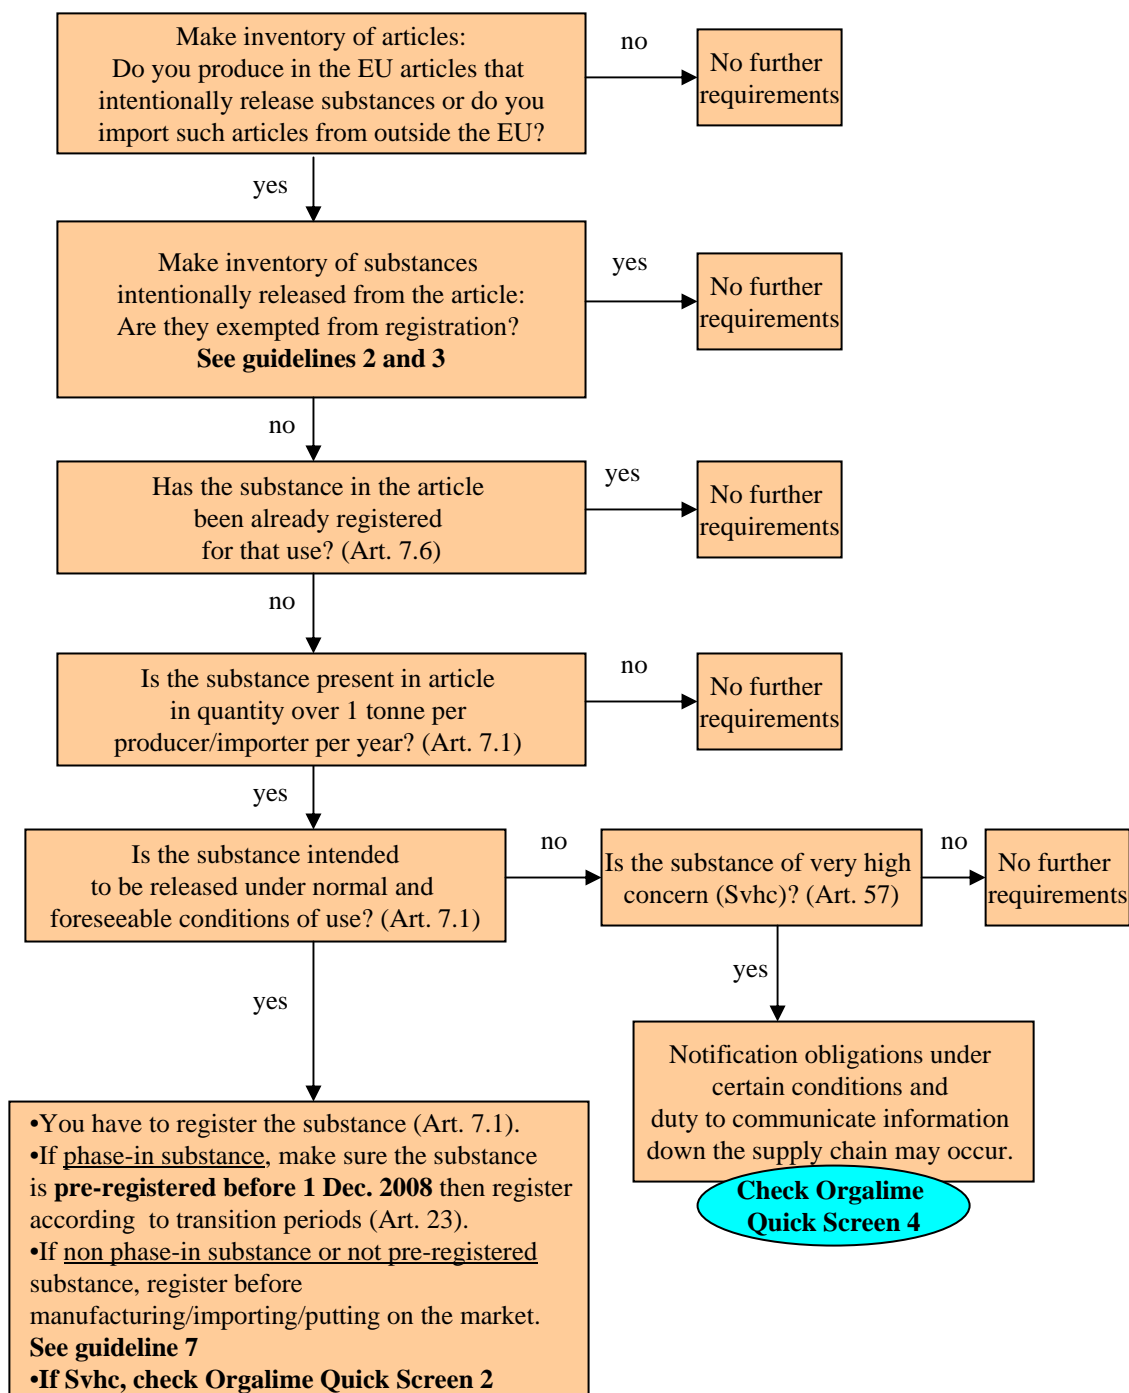 Make inventory of articles:
Do you produce in the EU articles that
intentionally release substances or do you
import such articles from outside the EU?
no
No further
requirements
yes
Make inventory of substances
intentionally released from the article:
Are they exempted from registration?
See guidelines 2 and 3
yes
No further
requirements
no
Has the substance in the article
been already registered
for that use? (Art. 7.6)
yes
No further
requirements
no
Is the substance present in article
in quantity over 1 tonne per
producer/importer per year? (Art. 7.1)
no
No further
requirements
yes
Is the substance intended
to be released under normal and
foreseeable conditions of use? (Art. 7.1)
no
Is the substance of very high
concern (Svhc)? (Art. 57)
no
No further
requirements
yes
Notification obligations under
certain conditions and
duty to communicate information
down the supply chain may occur.
Check Orgalime
Quick Screen 4
yes
•You have to register the substance (Art. 7.1).
•If phase-in substance, make sure the substance
is pre-registered before 1 Dec. 2008 then register
according to transition periods (Art. 23).
•If non phase-in substance or not pre-registered
substance, register before
manufacturing/importing/putting on the market.
See guideline 7
•If Svhc, check Orgalime Quick Screen 2